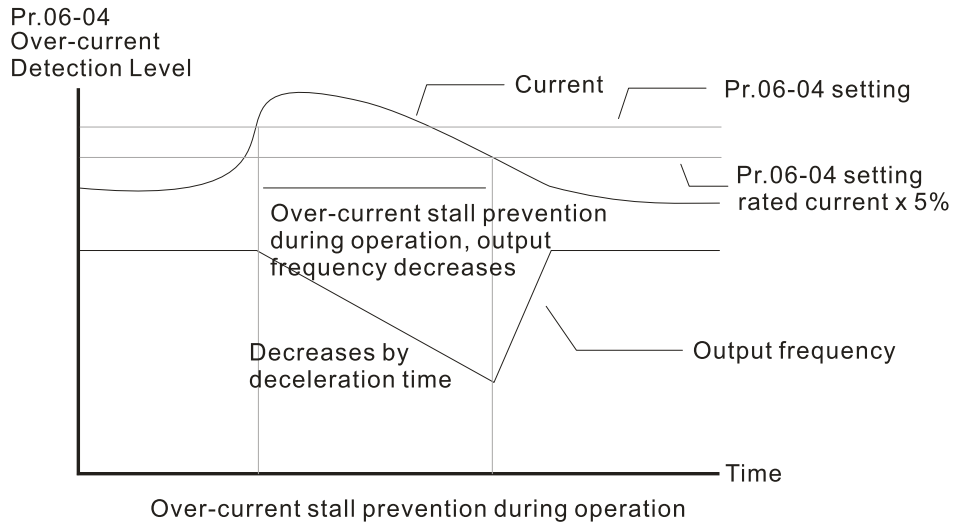 Pr.06-04
Over-current
Detection Level
Current
Pr.06-04 setting
Pr.06-04 setting
rated current x 5%
Over-current stall prevention
during operation, output
frequency decreases
Decreases by
deceleration time
Output frequency
Time
Over-current stall prevention during operation